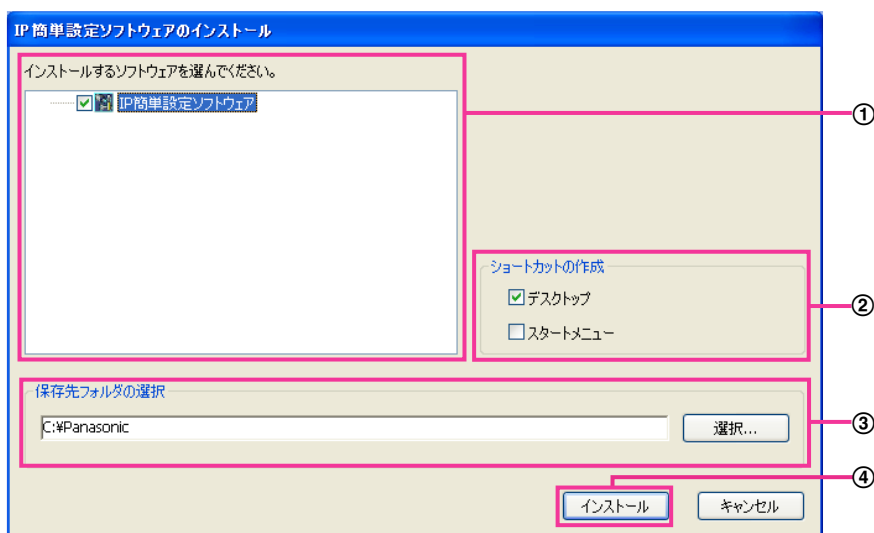 IP簡単設定ソフトウェアのインストール
インストールするソフトウェアを選んでください。
IP簡単設定ソフトウェア
①
ショートカットの作成
デスクトップ
スタートメニュー
②
保存先フォルダの選択
C:¥Panasonic
選択...
③
④
インストール
キャンセル